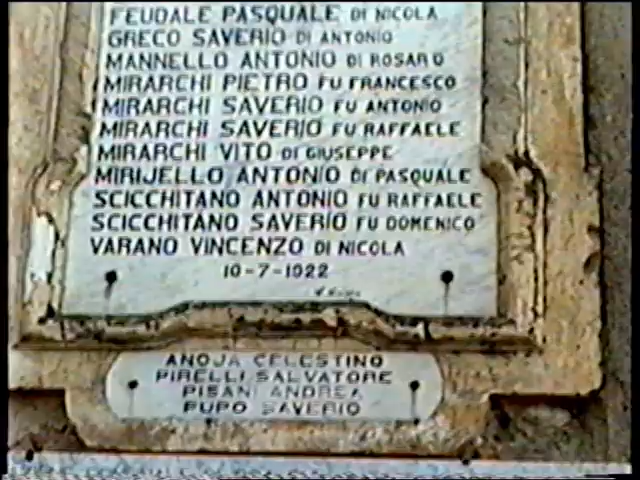 FEUDALE PASQUALE DI NICOLA
GRECO SAVERIO DI ANTONIO
MANNELLO ANTONIO DI ROSARO
MIRARCHI PIETRO FU FRANCESCO
MIRARCHI SAVERIO FU ANTONIO
MIRARCHI SAVERIO FU RAFFAELE
MIRARCHI VITO DI GIUSEPPE
MIRIJELLO ANTONIO DI PASQUALE
SCICCHITANO ANTONIO FU RAFFAELE
SCICCHITANO SAVERIO FU DOMENICO
VARANO VINCENZO DI NICOLA
10-7-1922
ANOJA CELESTINO
PIRELLI SALVATORE
PISANI ANDREA
PUPO SAVERIO